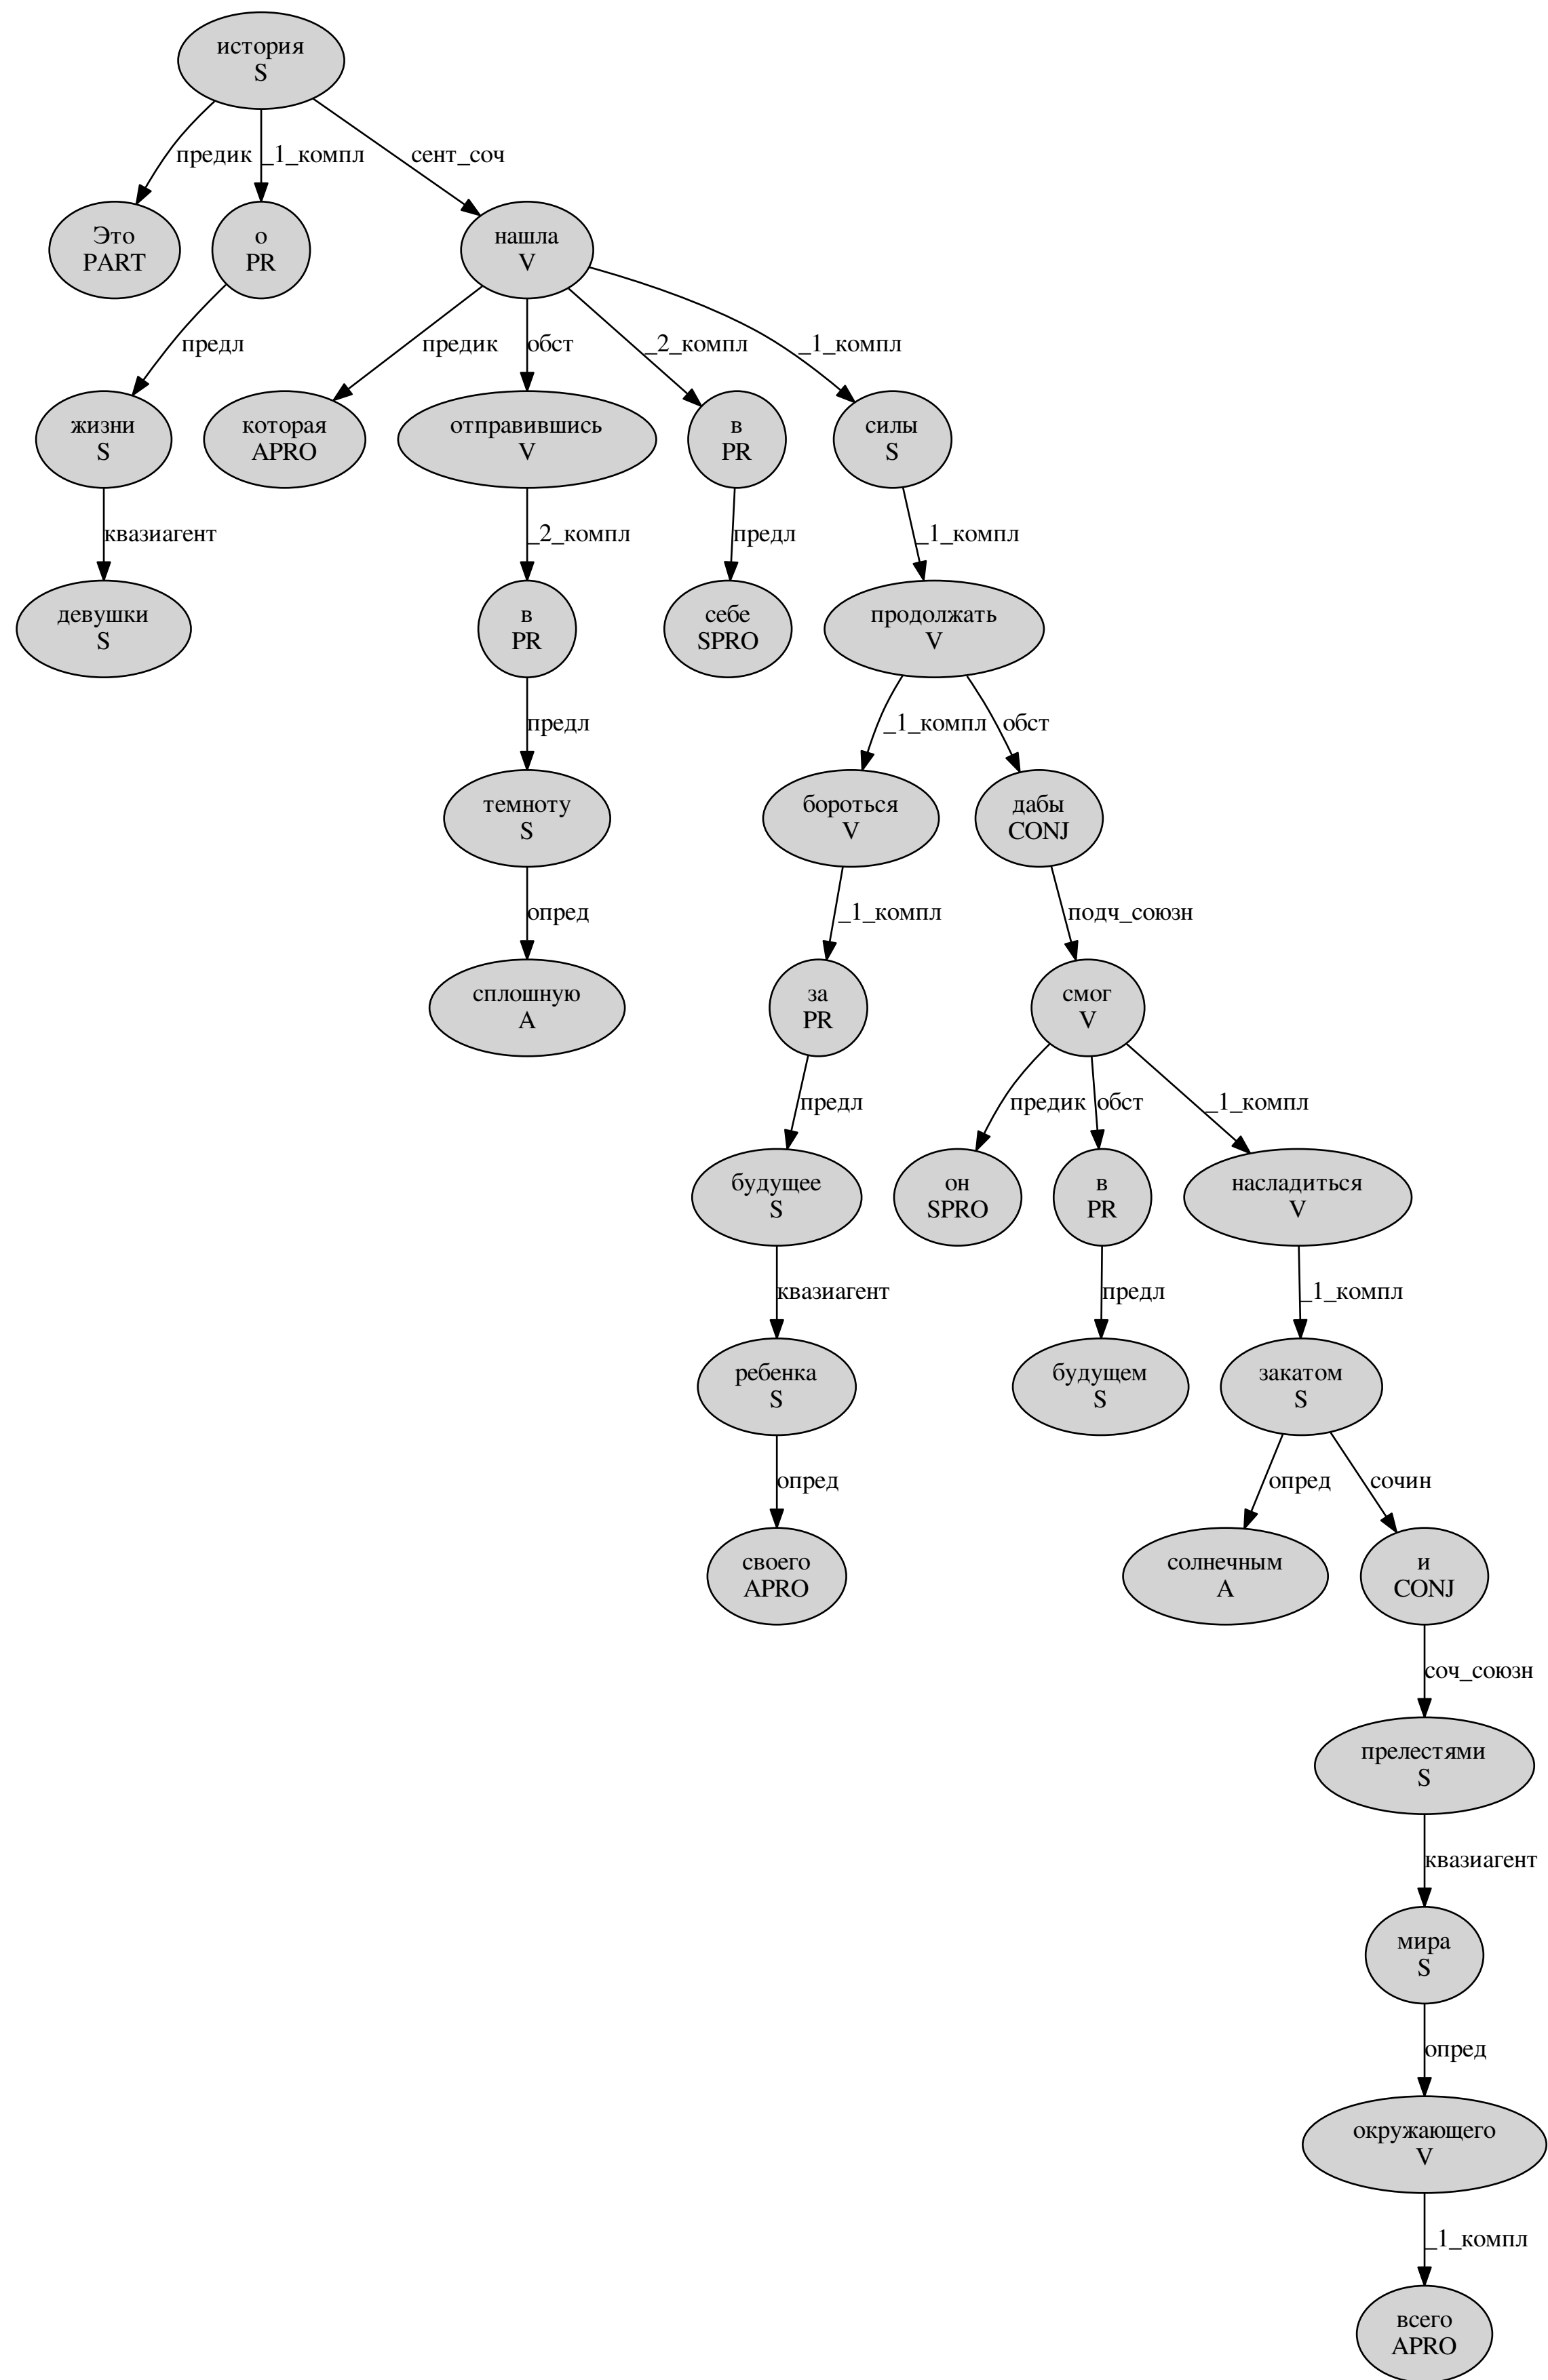 история
S
предик
_1_компл
сент_соч
Это
PART
о
PR
нашла
V
предл
предик
обст
_2_компл
_1_компл
жизни
S
которая
APRO
отправившись
V
в
PR
силы
S
квазиагент
_2_компл
предл
_1_компл
девушки
S
в
PR
себе
SPRO
продолжать
V
предл
_1_компл
обст
темноту
S
бороться
V
дабы
CONJ
опред
_1_компл
подч_союзн
сплошную
A
за
PR
смог
V
предл
предик
обст
_1_компл
будущее
S
он
SPRO
в
PR
насладиться
V
квазиагент
предл
_1_компл
ребенка
S
будущем
S
закатом
S
опред
опред
сочин
своего
APRO
солнечным
A
и
CONJ
соч_союзн
прелестями
S
квазиагент
мира
S
опред
окружающего
V
_1_компл
всего
APRO